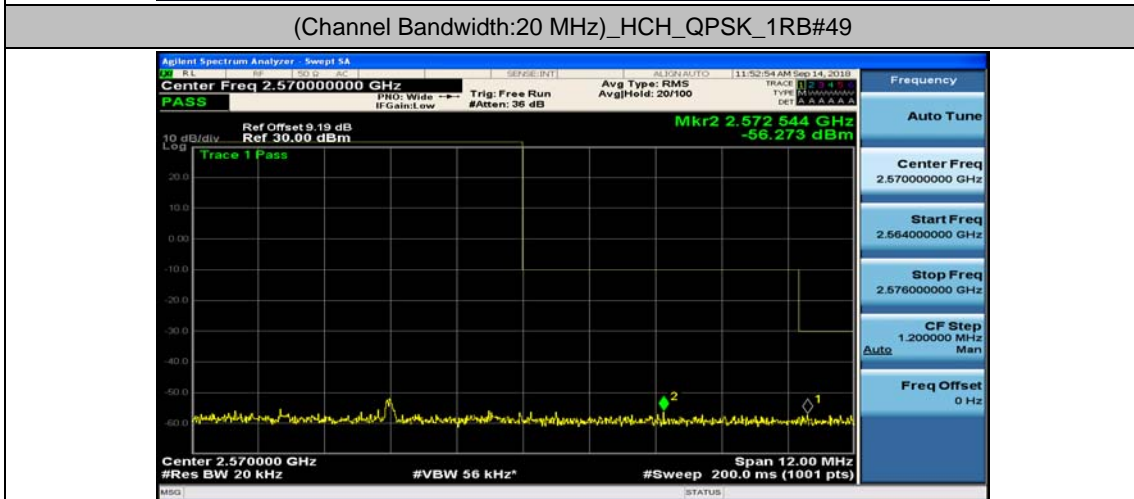 (Channel Bandwidth:20 MHz)_HCH_QPSK_1RB#49
Agilent Spectrum Analyzer - Swept SA
LXI RL RF 50 Ω AC SENSE:INT ALIGN AUTO 11:52:54 AM Sep 14, 2018
Center Freq 2.570000000 GHz
PASS
PNO: Wide
IFGain:Low
Trig: Free Run
#Atten: 36 dB
Avg Type: RMS
Avg|Hold: 20/100
TRACE 1 2 3 4 5 6
TYPE M W W W W W
DET A A A A A A
Frequency
Ref Offset 9.19 dB
10 dB/div Ref 30.00 dBm
Log
Mkr2 2.572 544 GHz
-56.273 dBm
Trace 1 Pass
20.0
10.0
0.00
-10.0
-20.0
-30.0
-40.0
-50.0
-60.0
2
1
Center 2.570000 GHz
Span 12.00 MHz
#Res BW 20 kHz
#VBW 56 kHz*
#Sweep 200.0 ms (1001 pts)
MSG
STATUS
Auto Tune
Center Freq
2.570000000 GHz
Start Freq
2.564000000 GHz
Stop Freq
2.576000000 GHz
CF Step
1.200000 MHz
Auto Man
Freq Offset
0 Hz